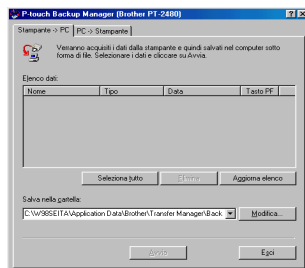 P-touch Backup Manager (Brother PT-2480)
Stampante -> PC PC -> Stampante
Verranno acquisiti i dati dalla stampante e quindi salvati nel computer sotto
forma di file. Selezionare i dati e cliccare su Avvia.
Elenco dati:
Nome Tipo Data Tasto PF
Seleziona tutto Elimina Aggiorna elenco
Salva nella cartella:
C:\W98SEITA\Application Data\Brother\Transfer Manager\Back Modifica...
Avvio Esci